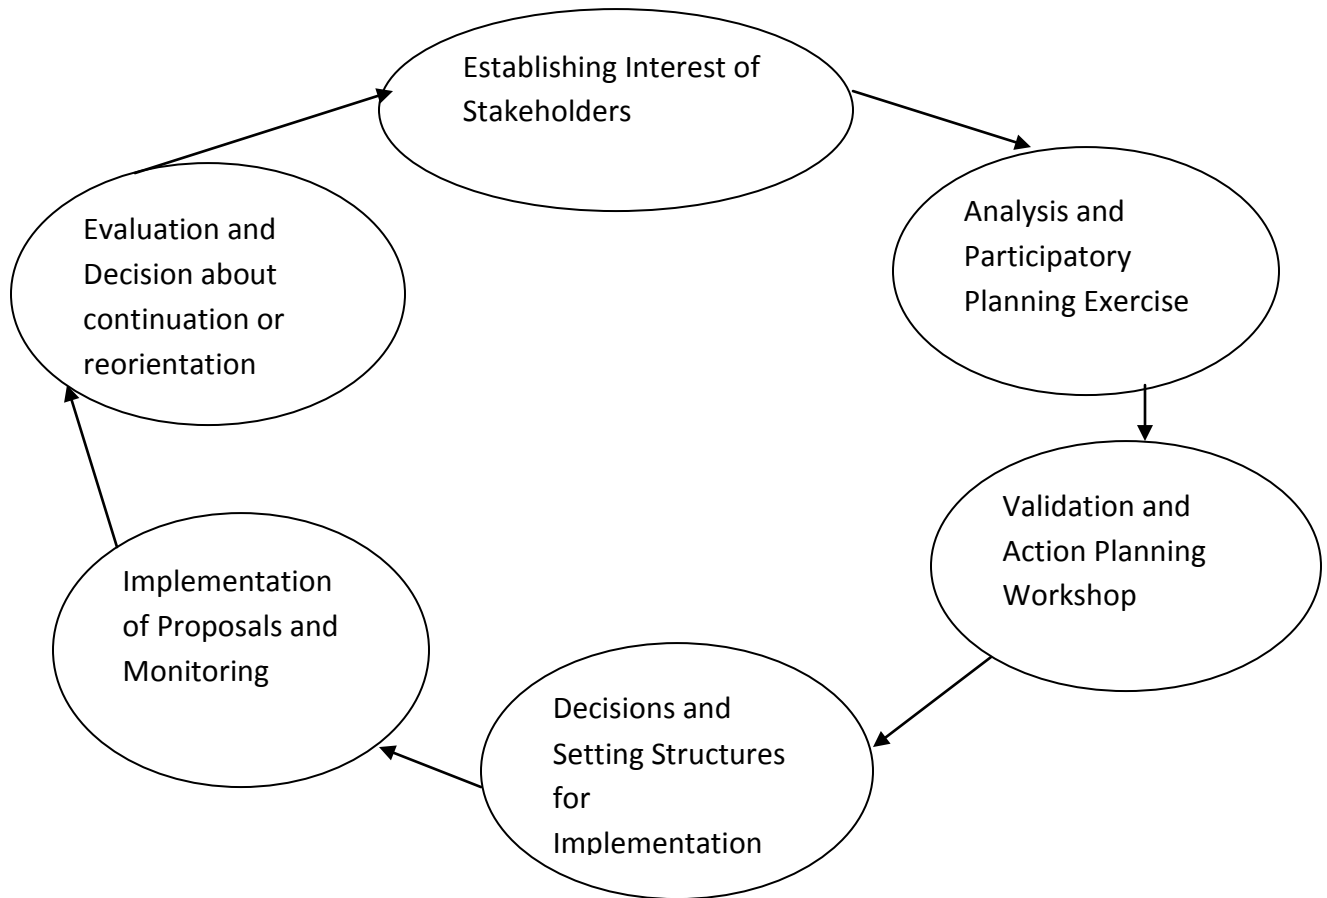 Establishing Interest of
Stakeholders
Analysis and
Participatory
Planning Exercise
Validation and
Action Planning
Workshop
Decisions and
Setting Structures
for
Implementation
Implementation
of Proposals and
Monitoring
Evaluation and
Decision about
continuation or
reorientation